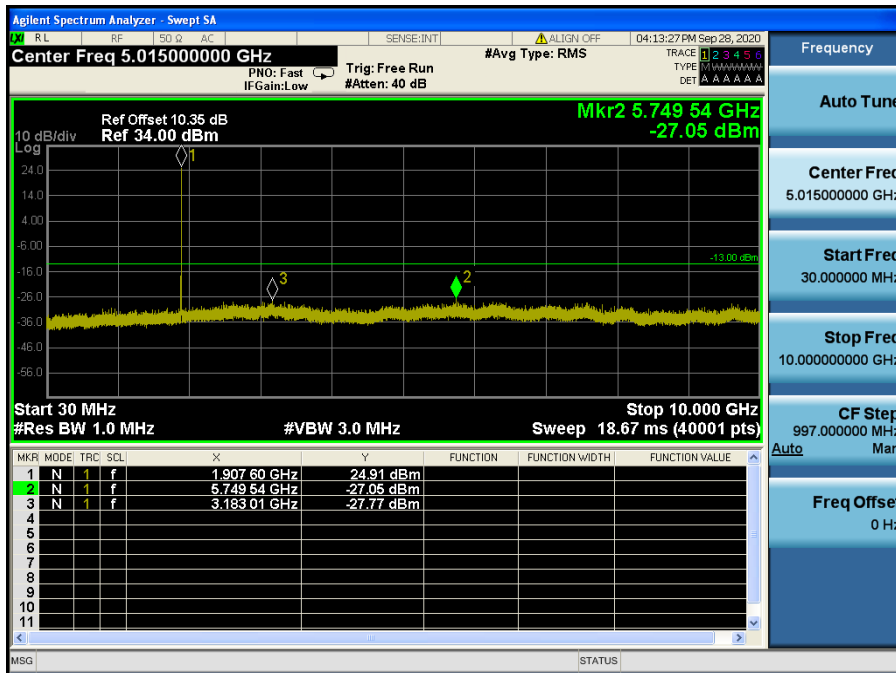 Agilent Spectrum Analyzer - Swept SA
LXI RL RF 50 Ω AC SENSE:INT ALIGN OFF 04:13:27 PM Sep 28, 2020
Center Freq 5.015000000 GHz
PNO: Fast
IFGain:Low
Trig: Free Run
#Atten: 40 dB
#Avg Type: RMS
TRACE 1 2 3 4 5 6
TYPE M W W W W W
DET A A A A A A
Frequency
Mkr2 5.749 54 GHz
-27.05 dBm
Ref Offset 10.35 dB
10 dB/div Ref 34.00 dBm
Log
1
24.0
14.0
4.00
-6.00
-13.00 dBm
-16.0
3
2
-26.0
-36.0
-46.0
-56.0
Start 30 MHz Stop 10.000 GHz
#Res BW 1.0 MHz #VBW 3.0 MHz Sweep 18.67 ms (40001 pts)
MKR MODE TRC SCL X Y FUNCTION FUNCTION WIDTH FUNCTION VALUE
1 N 1 f 1.907 60 GHz 24.91 dBm
2 N 1 f 5.749 54 GHz -27.05 dBm
3 N 1 f 3.183 01 GHz -27.77 dBm
4
5
6
7
8
9
10
11
MSG STATUS
Auto Tune
Center Freq
5.015000000 GHz
Start Freq
30.000000 MHz
Stop Freq
10.000000000 GHz
CF Step
997.000000 MHz
Auto Man
Freq Offset
0 Hz